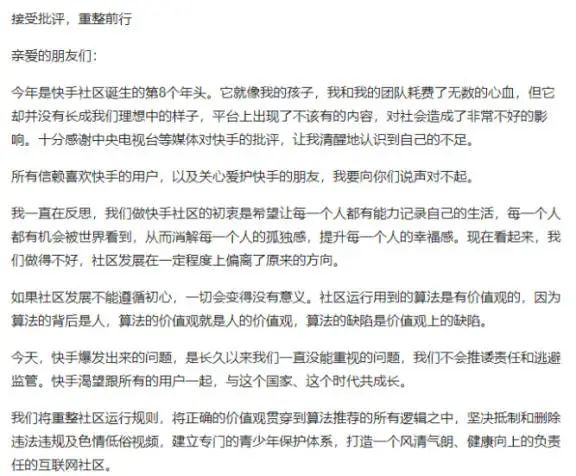 接受批评，重整前行
亲爱的朋友们：
今年是快手社区诞生的第8个年头。它就像我的孩子，我和我的团队耗费了无数的心血，但它
却并没有长成我们理想中的样子，平台上出现了不该有的内容，对社会造成了非常不好的影
响。十分感谢中央电视台等媒体对快手的批评，让我清醒地认识到自己的不足。
所有信赖喜欢快手的用户，以及关心爱护快手的朋友，我要向你们说声对不起。
我一直在反思，我们做快手社区的初衷是希望让每一个人都有能力记录自己的生活，每一个人
都有机会被世界看到，从而消解每一个人的孤独感，提升每一个人的幸福感。现在看起来，我
们做得不好，社区发展在一定程度上偏离了原来的方向。
如果社区发展不能遵循初心，一切会变得没有意义。社区运行用到的算法是有价值观的，因为
算法的背后是人，算法的价值观就是人的价值观，算法的缺陷是价值观上的缺陷。
今天，快手爆发出来的问题，是长久以来我们一直没能重视的问题，我们不会推诿责任和逃避
监管。快手渴望跟所有的用户一起，与这个国家、这个时代共成长。
我们将重整社区运行规则，将正确的价值观贯穿到算法推荐的所有逻辑之中，坚决抵制和删除
违法违规及色情低俗视频，建立专门的青少年保护体系，打造一个风清气朗、健康向上的负责
任的互联网社区。